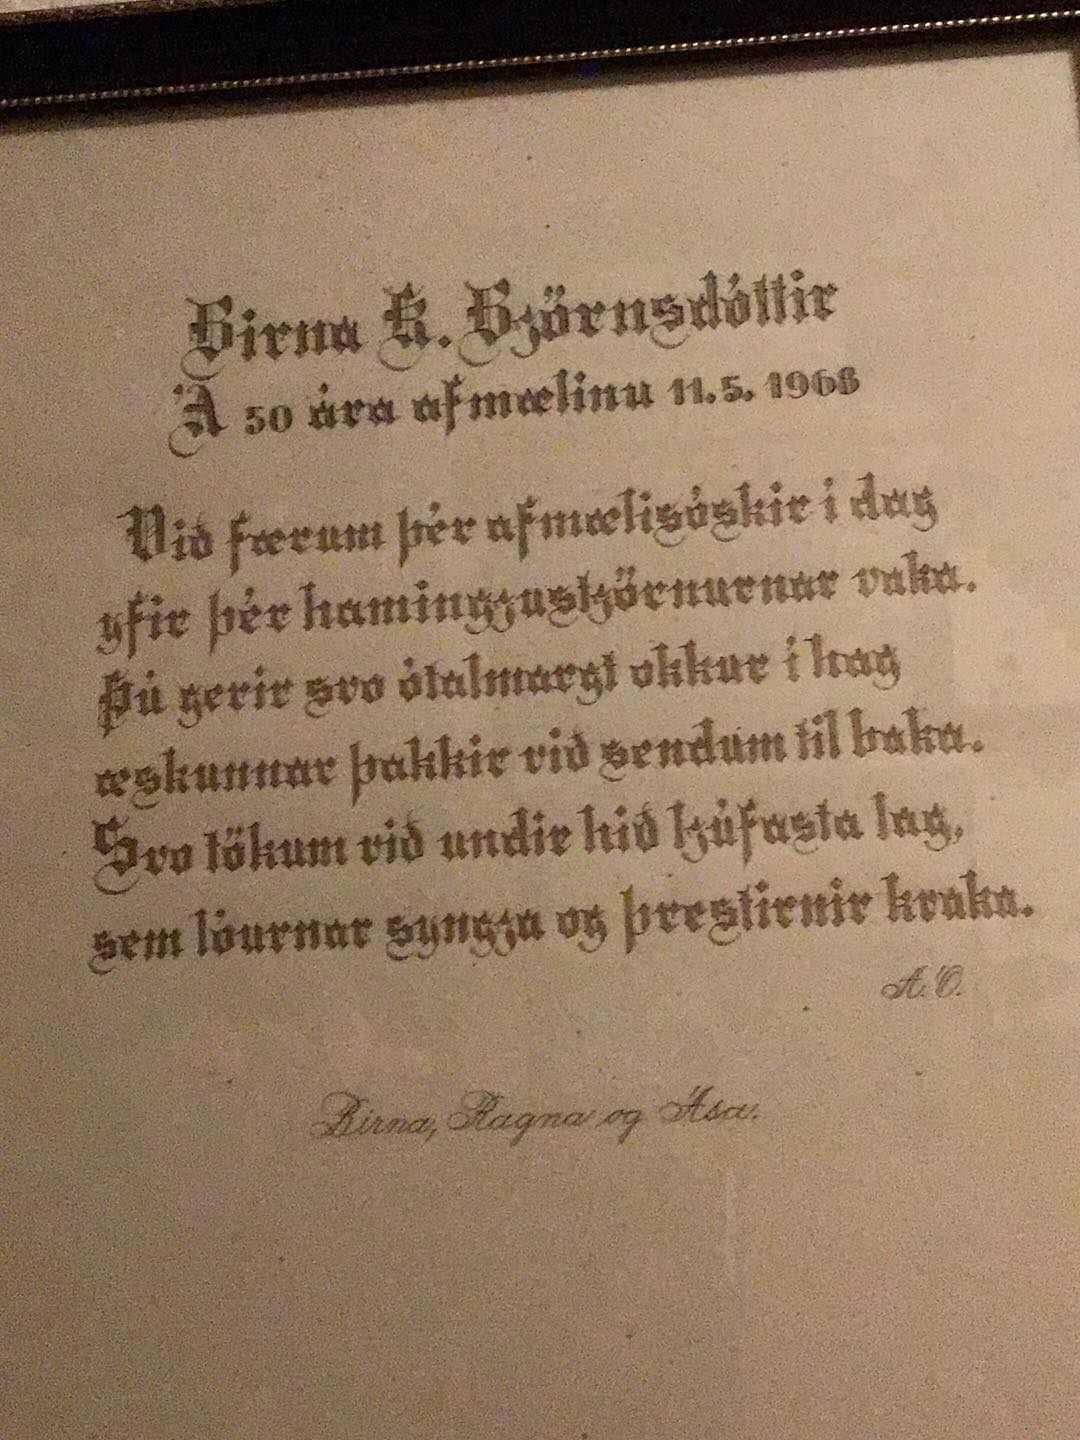 Birna K. Björnsdóttir
Á 50 ára afmælinu 11.5. 1968
Við færum þér afmælisóskir í dag
yfir þér hamingjustjörnurnar vaka.
Þú gerir svo ótalmargt okkur í hag
æskunnar þakkir við sendum til baka.
Svo tökum við undir hið ljúfasta lag,
sem lóurnar syngja og þrestirnir kvaka.
A.Ó.
Birna, Ragna og Ása.